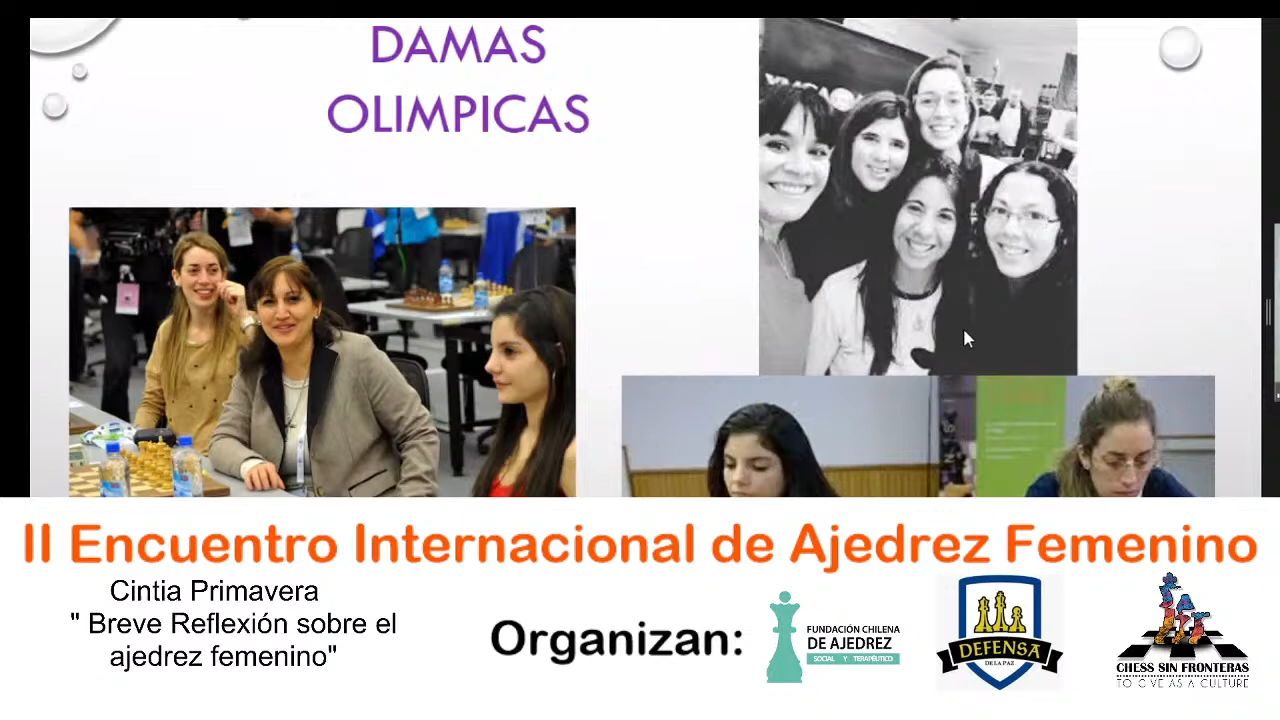 DAMAS
OLIMPICAS
II Encuentro Internacional de Ajedrez Femenino
Cintia Primavera
" Breve Reflexión sobre el
ajedrez femenino"
Organizan:
FUNDACIÓN CHILENA
DE AJEDREZ
SOCIAL Y TERAPÉUTICO
DEFENSA
DE LA PAZ
CHESS SIN FRONTERAS
TO GIVE AS A CULTURE